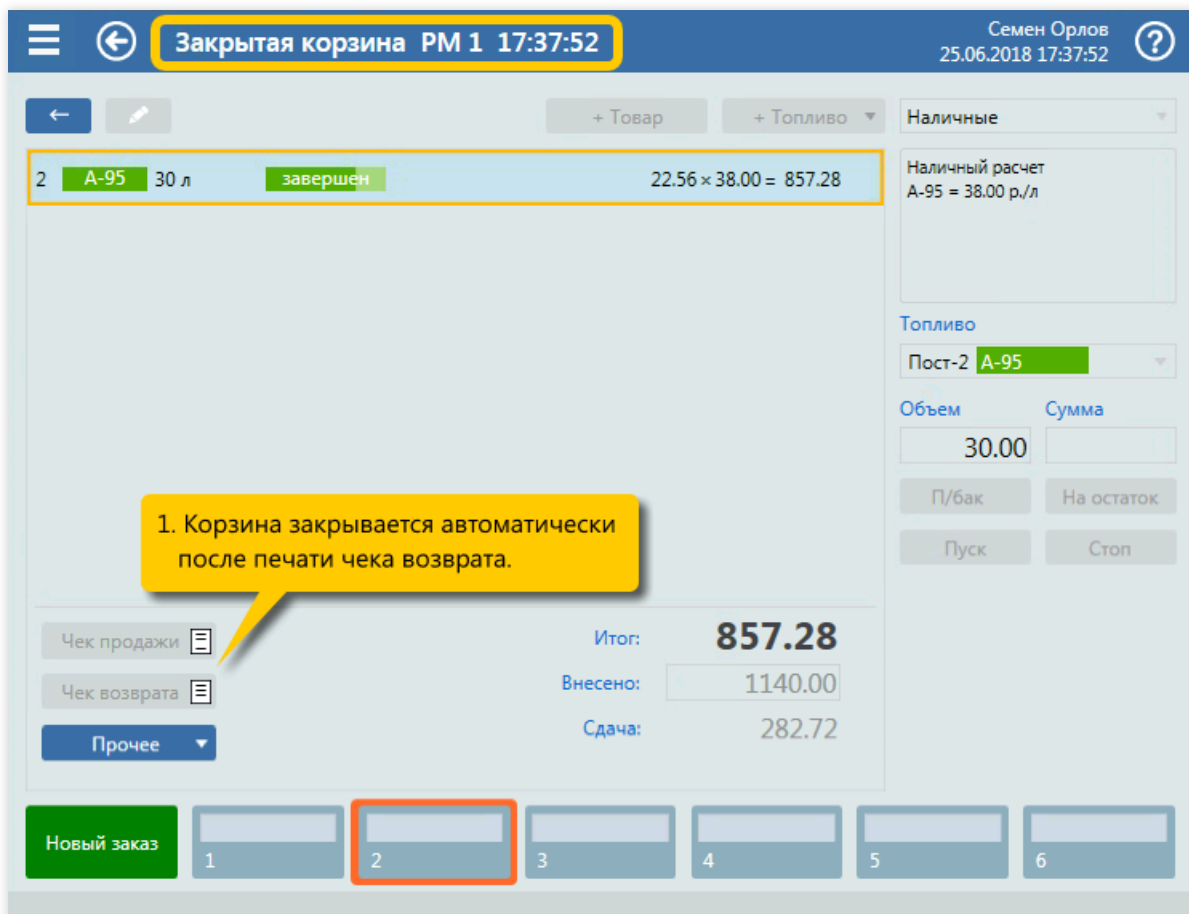 Закрытая корзина РМ 1 17:37:52
Семен Орлов
25.06.2018 17:37:52
?
+ Товар
+ Топливо
Наличные
2 А-95 30 л завершен 22.56 × 38.00 = 857.28
Наличный расчет
А-95 = 38.00 р./л
Топливо
Пост-2 А-95
Объем Сумма
30.00
П/бак На остаток
Пуск Стоп
1. Корзина закрывается автоматически
после печати чека возврата.
Чек продажи
Чек возврата
Прочее
Итог: 857.28
Внесено: 1140.00
Сдача: 282.72
Новый заказ
1 2 3 4 5 6